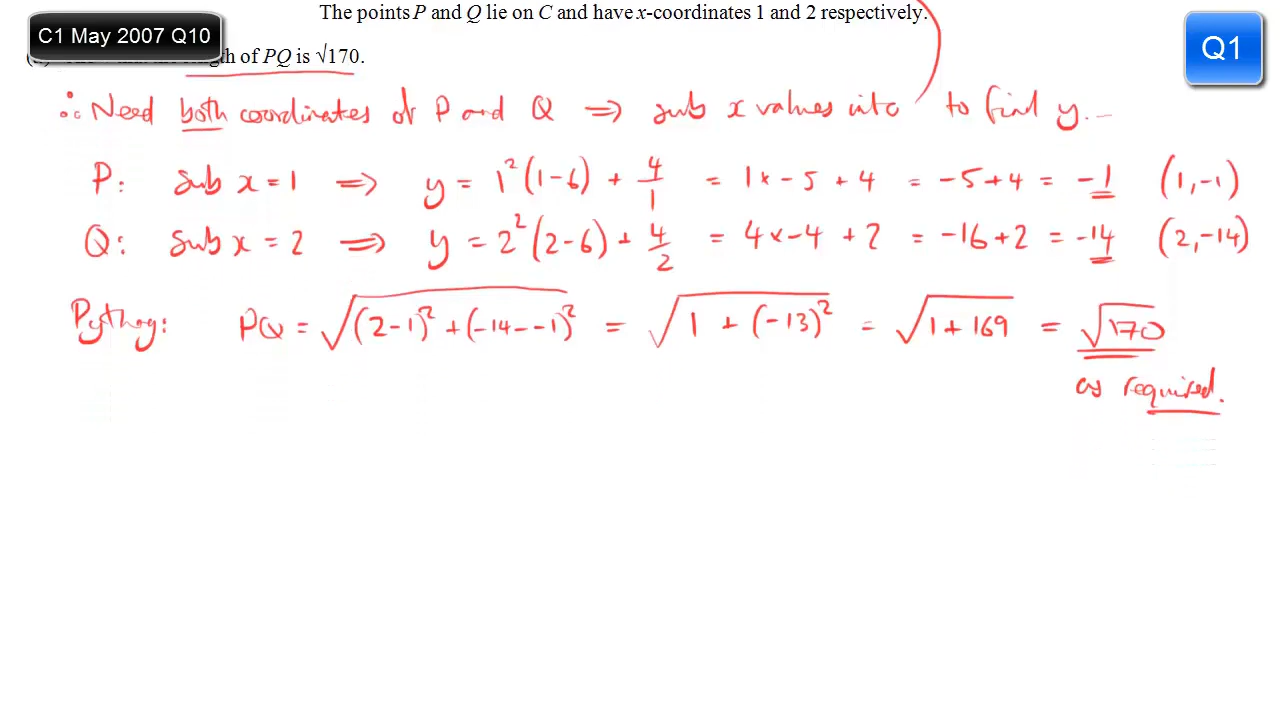 The points P and Q lie on C and have x-coordinates 1 and 2 respectively.
C1 May 2007 Q10
Q1
length of PQ is √170.
∴ Need both coordinates of P and Q ⇒ sub x values into to find y...
P: sub x = 1 ⇒ y = 1²(1-6) + 4/1 = 1×-5 + 4 = -5+4 = -1 (1,-1)
Q: sub x = 2 ⇒ y = 2²(2-6) + 4/2 = 4×-4 + 2 = -16+2 = -14 (2,-14)
Pythag: PQ = √((2-1)² + (-14--1)²) = √(1 + (-13)²) = √(1+169) = √170
as required.